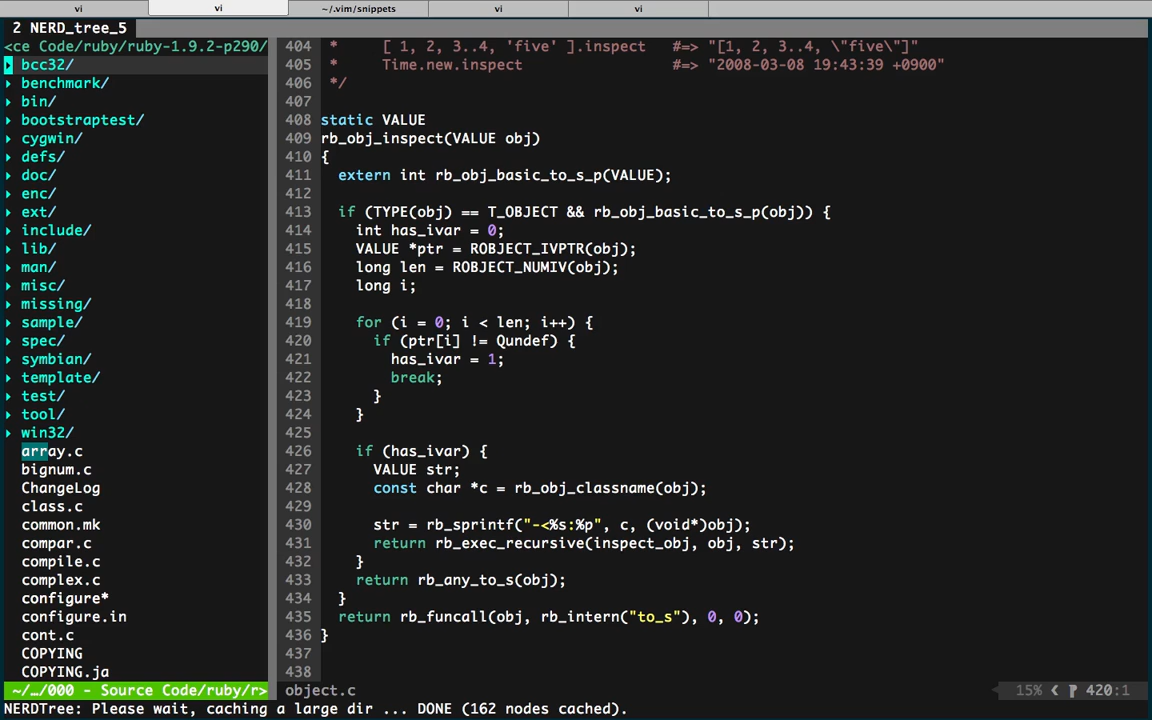 vi vi ~/.vim/snippets vi vi
2 NERD_tree_5
<ce Code/ruby/ruby-1.9.2-p290/
▸ bcc32/
▸ benchmark/
▸ bin/
▸ bootstraptest/
▸ cygwin/
▸ defs/
▸ doc/
▸ enc/
▸ ext/
▸ include/
▸ lib/
▸ man/
▸ misc/
▸ missing/
▸ sample/
▸ spec/
▸ symbian/
▸ template/
▸ test/
▸ tool/
▸ win32/
array.c
bignum.c
ChangeLog
class.c
common.mk
compar.c
compile.c
complex.c
configure*
configure.in
cont.c
COPYING
COPYING.ja
~/…/000 - Source Code/ruby/r>
404 *      [ 1, 2, 3..4, 'five' ].inspect   #=> "[1, 2, 3..4, \"five\"]"
405 *      Time.new.inspect                 #=> "2008-03-08 19:43:39 +0900"
406 */
407
408 static VALUE
409 rb_obj_inspect(VALUE obj)
410 {
411   extern int rb_obj_basic_to_s_p(VALUE);
412
413   if (TYPE(obj) == T_OBJECT && rb_obj_basic_to_s_p(obj)) {
414     int has_ivar = 0;
415     VALUE *ptr = ROBJECT_IVPTR(obj);
416     long len = ROBJECT_NUMIV(obj);
417     long i;
418
419     for (i = 0; i < len; i++) {
420       if (ptr[i] != Qundef) {
421         has_ivar = 1;
422         break;
423       }
424     }
425
426     if (has_ivar) {
427       VALUE str;
428       const char *c = rb_obj_classname(obj);
429
430       str = rb_sprintf("-<%s:%p", c, (void*)obj);
431       return rb_exec_recursive(inspect_obj, obj, str);
432     }
433     return rb_any_to_s(obj);
434   }
435   return rb_funcall(obj, rb_intern("to_s"), 0, 0);
436 }
437
438
object.c 15% 420:1
NERDTree: Please wait, caching a large dir ... DONE (162 nodes cached).